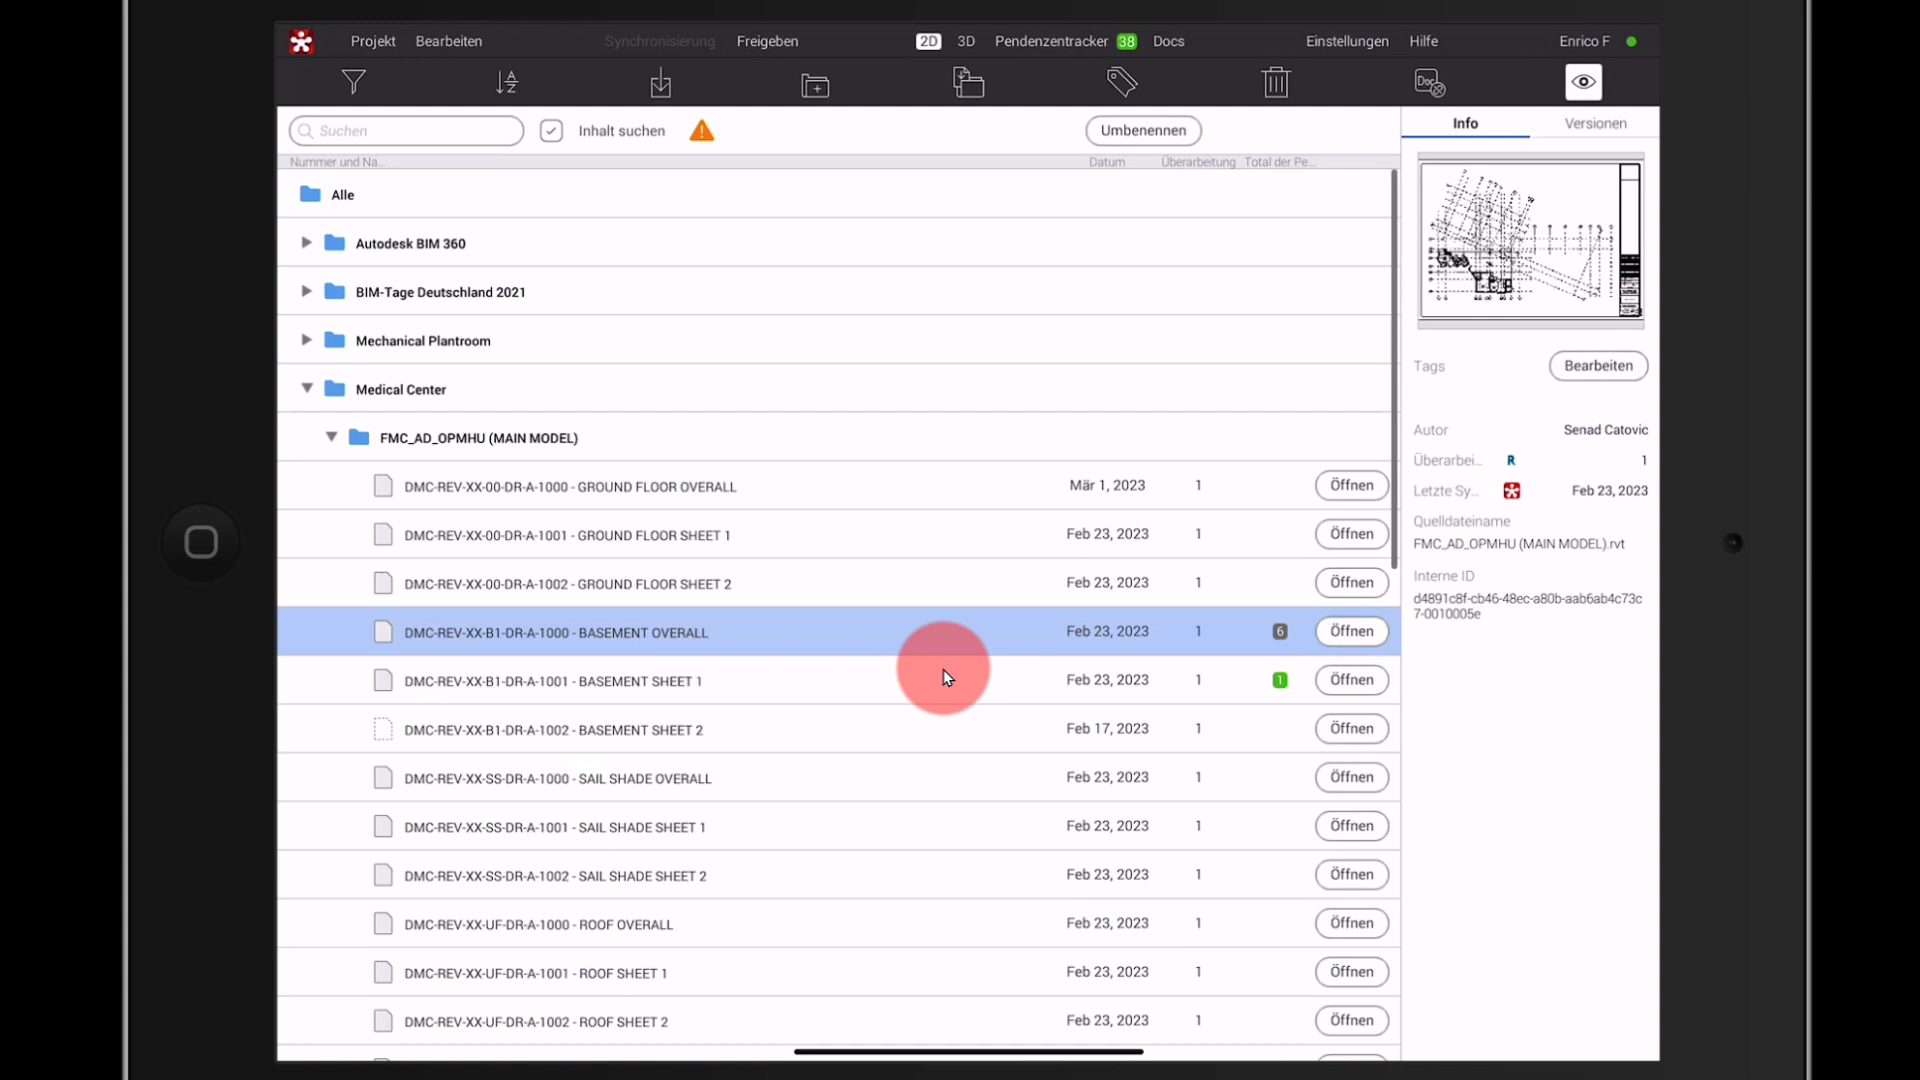 Projekt Bearbeiten Synchronisierung Freigeben 2D 3D Pendenzentracker 38 Docs Einstellungen Hilfe Enrico F
Doc
Suchen Inhalt suchen Umbenennen
Nummer und Na... Datum Überarbeitung Total der Pe...
Alle
Autodesk BIM 360
BIM-Tage Deutschland 2021
Mechanical Plantroom
Medical Center
FMC_AD_OPMHU (MAIN MODEL)
DMC-REV-XX-00-DR-A-1000 - GROUND FLOOR OVERALL Mär 1, 2023 1 Öffnen
DMC-REV-XX-00-DR-A-1001 - GROUND FLOOR SHEET 1 Feb 23, 2023 1 Öffnen
DMC-REV-XX-00-DR-A-1002 - GROUND FLOOR SHEET 2 Feb 23, 2023 1 Öffnen
DMC-REV-XX-B1-DR-A-1000 - BASEMENT OVERALL Feb 23, 2023 1 6 Öffnen
DMC-REV-XX-B1-DR-A-1001 - BASEMENT SHEET 1 Feb 23, 2023 1 1 Öffnen
DMC-REV-XX-B1-DR-A-1002 - BASEMENT SHEET 2 Feb 17, 2023 1 Öffnen
DMC-REV-XX-SS-DR-A-1000 - SAIL SHADE OVERALL Feb 23, 2023 1 Öffnen
DMC-REV-XX-SS-DR-A-1001 - SAIL SHADE SHEET 1 Feb 23, 2023 1 Öffnen
DMC-REV-XX-SS-DR-A-1002 - SAIL SHADE SHEET 2 Feb 23, 2023 1 Öffnen
DMC-REV-XX-UF-DR-A-1000 - ROOF OVERALL Feb 23, 2023 1 Öffnen
DMC-REV-XX-UF-DR-A-1001 - ROOF SHEET 1 Feb 23, 2023 1 Öffnen
DMC-REV-XX-UF-DR-A-1002 - ROOF SHEET 2 Feb 23, 2023 1 Öffnen
Info Versionen
Tags Bearbeiten
Autor Senad Catovic
Überarbei... R 1
Letzte Sy... Feb 23, 2023
Quelldateiname
FMC_AD_OPMHU (MAIN MODEL).rvt
Interne ID
d4891c8f-cb46-48ec-a80b-aab6ab4c73c
7-0010005e